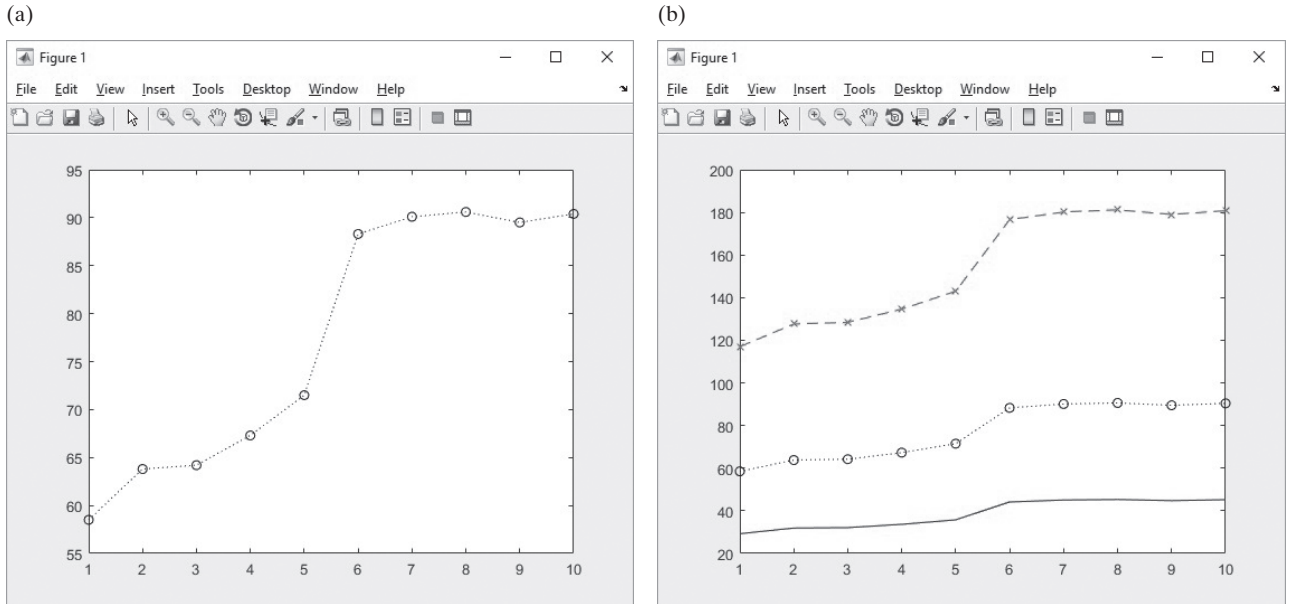 (a)
Figure 1
File Edit View Insert Tools Desktop Window Help
95
90
85
80
75
70
65
60
55
1 2 3 4 5 6 7 8 9 10
(b)
Figure 1
File Edit View Insert Tools Desktop Window Help
200
180
160
140
120
100
80
60
40
20
1 2 3 4 5 6 7 8 9 10